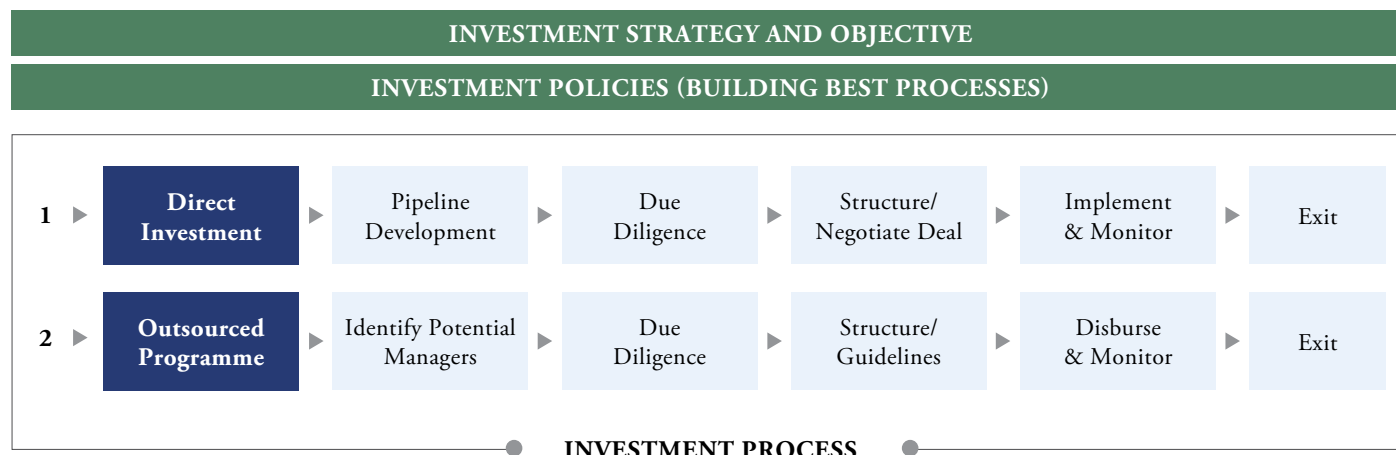 INVESTMENT STRATEGY AND OBJECTIVE
INVESTMENT POLICIES (BUILDING BEST PROCESSES)
1
Direct
Investment
Pipeline
Development
Due
Diligence
Structure/
Negotiate Deal
Implement
& Monitor
Exit
2
Outsourced
Programme
Identify Potential
Managers
Due
Diligence
Structure/
Guidelines
Disburse
& Monitor
Exit
INVESTMENT PROCESS